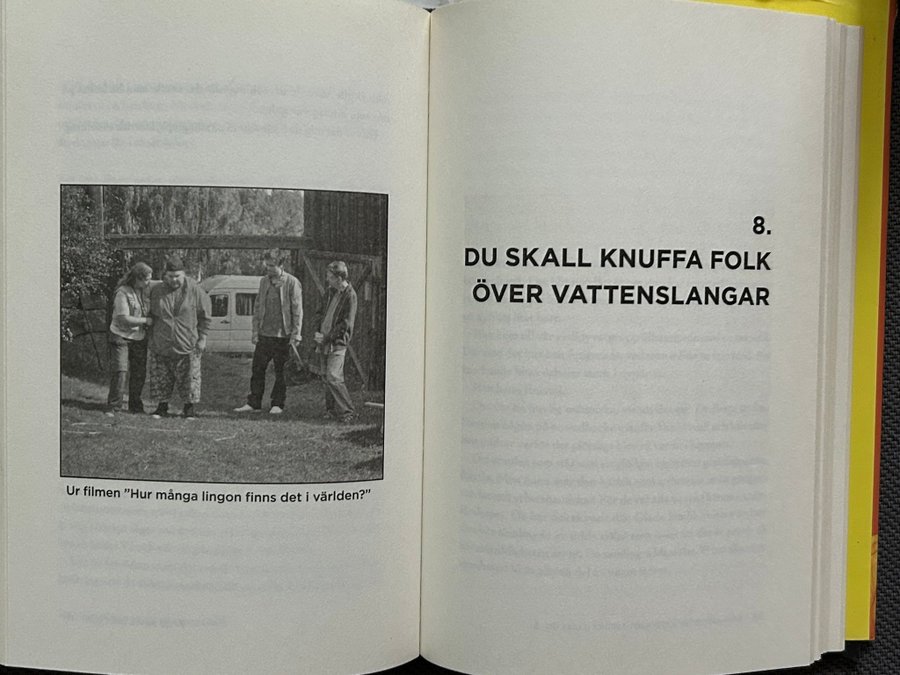 Ur filmen "Hur många lingon finns det i världen?"
8.
DU SKALL KNUFFA FOLK
ÖVER VATTENSLANGAR